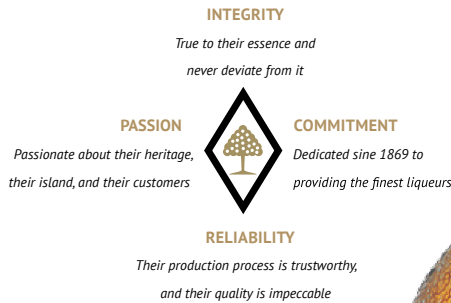 INTEGRITY
True to their essence and
never deviate from it
PASSION
Passionate about their heritage,
their island, and their customers
COMMITMENT
Dedicated sine 1869 to
providing the finest liqueurs
RELIABILITY
Their production process is trustworthy,
and their quality is impeccable